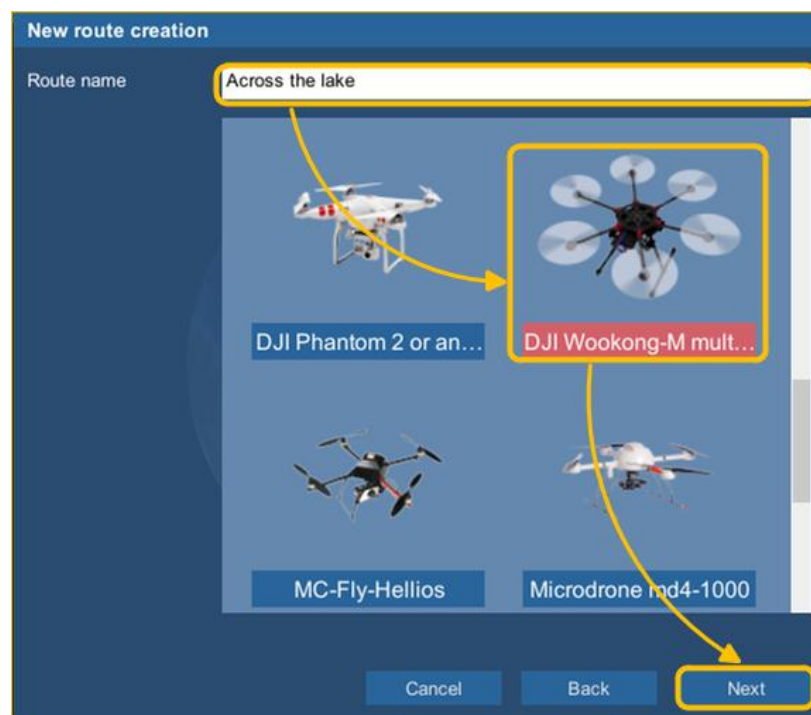 New route creation
Route name
Across the lake
DJI Phantom 2 or an...
DJI Wookong-M mult...
MC-Fly-Hellios
Microdrone md4-1000
Cancel
Back
Next